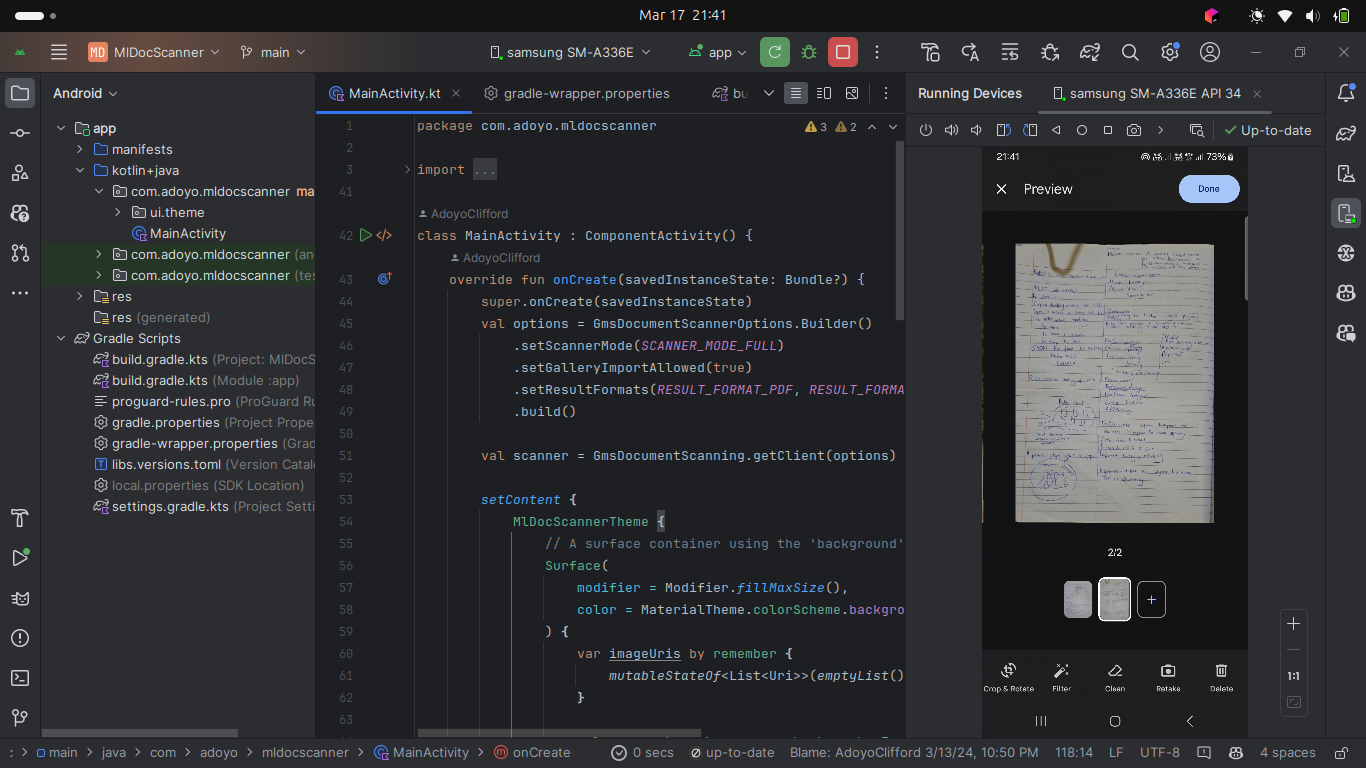 Mar 17 21:41
MD MlDocScanner main samsung SM-A336E app
Android
app
manifests
kotlin+java
com.adoyo.mldocscanner ma
ui.theme
MainActivity
com.adoyo.mldocscanner (an
com.adoyo.mldocscanner (tes
res
res (generated)
Gradle Scripts
build.gradle.kts (Project: MlDocS
build.gradle.kts (Module :app)
proguard-rules.pro (ProGuard Ru
gradle.properties (Project Prope
gradle-wrapper.properties (Grad
libs.versions.toml (Version Catal
local.properties (SDK Location)
settings.gradle.kts (Project Setti
MainActivity.kt gradle-wrapper.properties bu
3 2
1 package com.adoyo.mldocscanner
2
3 import ...
41
AdoyoClifford
42 class MainActivity : ComponentActivity() {
AdoyoClifford
43 override fun onCreate(savedInstanceState: Bundle?) {
44 super.onCreate(savedInstanceState)
45 val options = GmsDocumentScannerOptions.Builder()
46 .setScannerMode(SCANNER_MODE_FULL)
47 .setGalleryImportAllowed(true)
48 .setResultFormats(RESULT_FORMAT_PDF, RESULT_FORMA
49 .build()
50
51 val scanner = GmsDocumentScanning.getClient(options)
52
53 setContent {
54 MlDocScannerTheme {
55 // A surface container using the 'background'
56 Surface(
57 modifier = Modifier.fillMaxSize(),
58 color = MaterialTheme.colorScheme.backgro
59 ) {
60 var imageUris by remember {
61 mutableStateOf<List<Uri>>(emptyList()
62 }
63
Running Devices samsung SM-A336E API 34
Up-to-date
21:41 73%
Preview Done
2/2
+
Crop & Rotate Filter Clean Retake Delete
1:1
main java com adoyo mldocscanner MainActivity onCreate 0 secs up-to-date Blame: AdoyoClifford 3/13/24, 10:50 PM 118:14 LF UTF-8 4 spaces